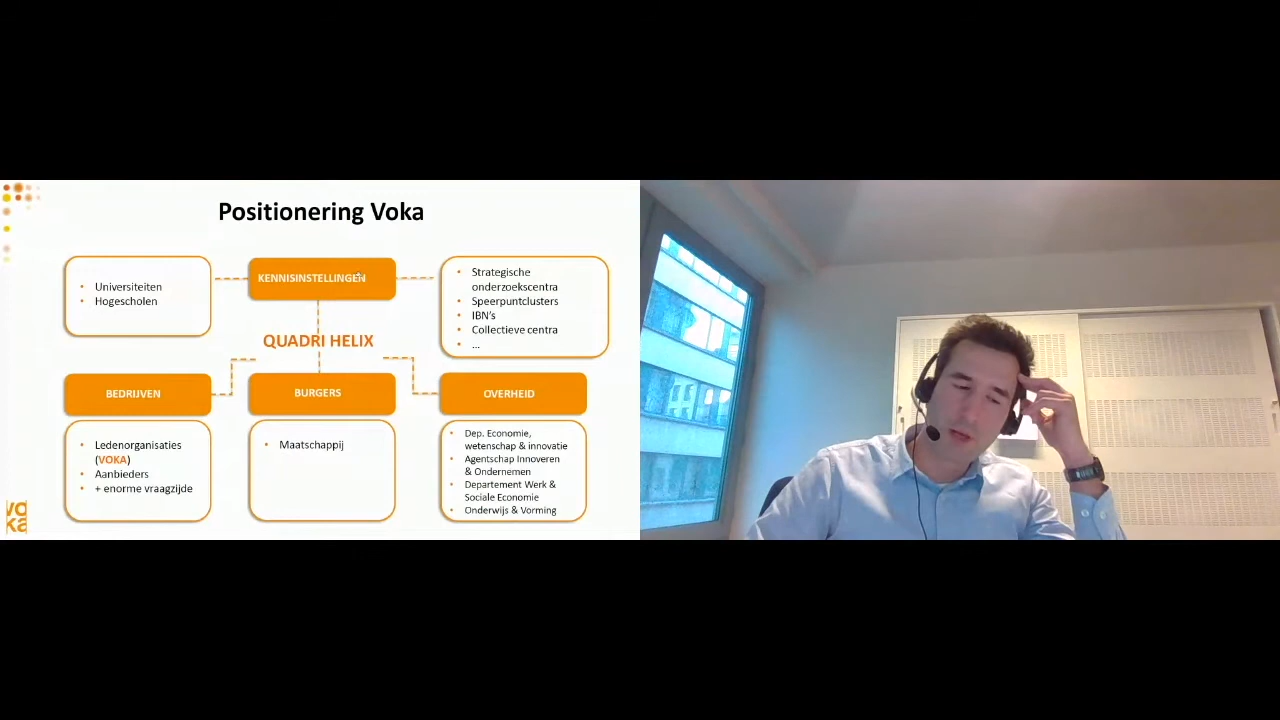 Positionering Voka
• Universiteiten
• Hogescholen
KENNISINSTELLINGEN
• Strategische
onderzoekscentra
• Speerpuntclusters
• IBN's
• Collectieve centra
• ...
QUADRI HELIX
BEDRIJVEN
BURGERS
OVERHEID
• Ledenorganisaties
(VOKA)
• Aanbieders
• + enorme vraagzijde
• Maatschappij
• Dep. Economie,
wetenschap & innovatie
• Agentschap Innoveren
& Ondernemen
• Departement Werk &
Sociale Economie
• Onderwijs & Vorming
vo
ka